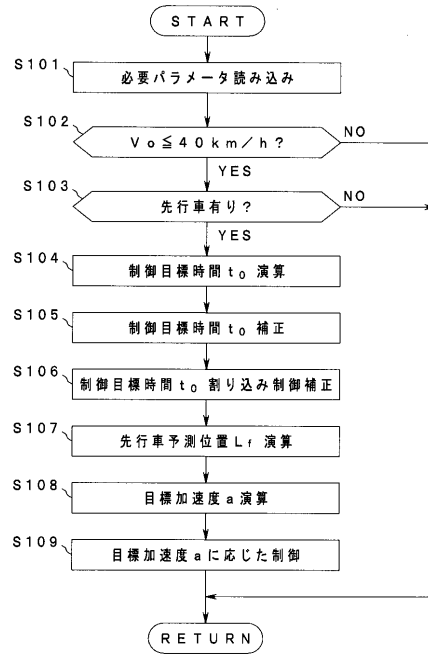 START
S101
必要パラメータ読み込み
S102
Vo≦40km/h?
NO
YES
S103
先行車有り?
NO
YES
S104
制御目標時間t0 演算
S105
制御目標時間t0 補正
S106
制御目標時間t0 割り込み制御補正
S107
先行車予測位置Lf 演算
S108
目標加速度a演算
S109
目標加速度aに応じた制御
RETURN